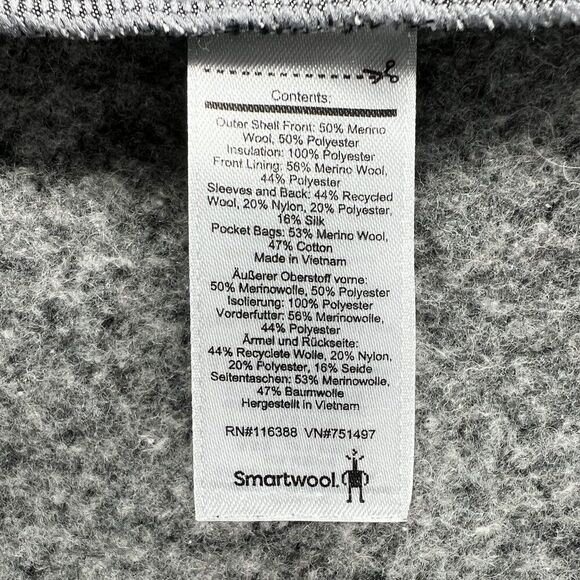 Contents:
Outer Shell Front: 50% Merino
Wool, 50% Polyester
Insulation: 100% Polyester
Front Lining: 56% Merino Wool,
44% Polyester
Sleeves and Back: 44% Recycled
Wool, 20% Nylon, 20% Polyester,
16% Silk
Pocket Bags: 53% Merino Wool,
47% Cotton
Made in Vietnam
Äußerer Oberstoff vorne:
50% Merinowolle, 50% Polyester
Isolierung: 100% Polyester
Vorderfutter: 56% Merinowolle,
44% Polyester
Ärmel und Rückseite:
44% Recyclete Wolle, 20% Nylon,
20% Polyester, 16% Seide
Seitentaschen: 53% Merinowolle,
47% Baumwolle
Hergestellt in Vietnam
RN#116388 VN#751497
Smartwool.